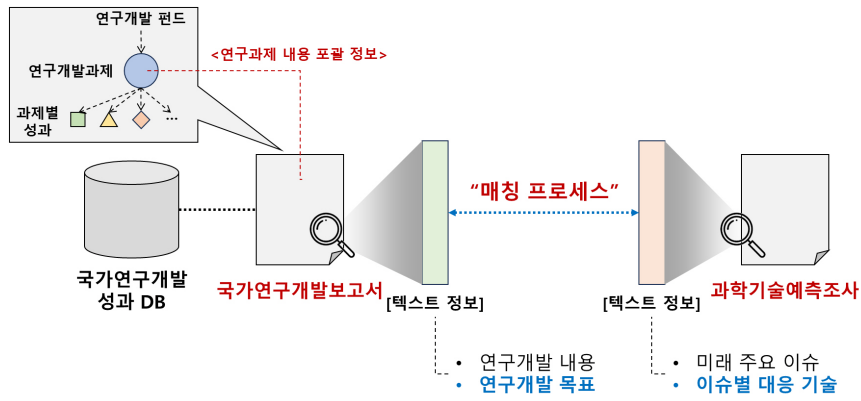 연구개발 펀드
<연구과제 내용 포괄 정보>
연구개발과제
과제별
성과
...
“매칭 프로세스”
국가연구개발
성과 DB
국가연구개발보고서
[텍스트 정보]
[텍스트 정보]
과학기술예측조사
• 연구개발 내용
• 연구개발 목표
• 미래 주요 이슈
• 이슈별 대응 기술